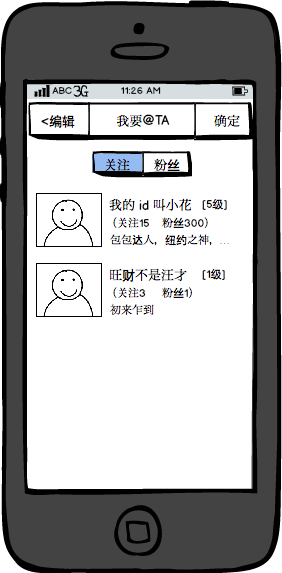 ABC 3G 11:26 AM
<编辑 我要@TA 确定
关注 粉丝
我的 id 叫小花 [5级]
(关注15 粉丝300)
包包达人，纽约之神，...
旺财不是汪才 [1级]
(关注3 粉丝1)
初来乍到